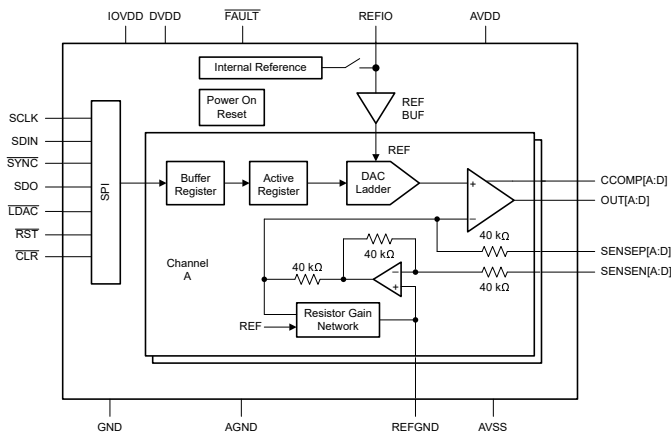 IOVDD DVDD FAULT REFIO AVDD
Internal Reference
Power On
Reset
REF
BUF
SCLK
SDIN
SYNC
SDO
LDAC
RST
CLR
SPI
REF
Buffer
Register
Active
Register
DAC
Ladder
+
−
CCOMP[A:D]
OUT[A:D]
40 kΩ
SENSEP[A:D]
40 kΩ
SENSEN[A:D]
40 kΩ
40 kΩ
−
+
Channel
A
Resistor Gain
Network
REF
GND AGND REFGND AVSS